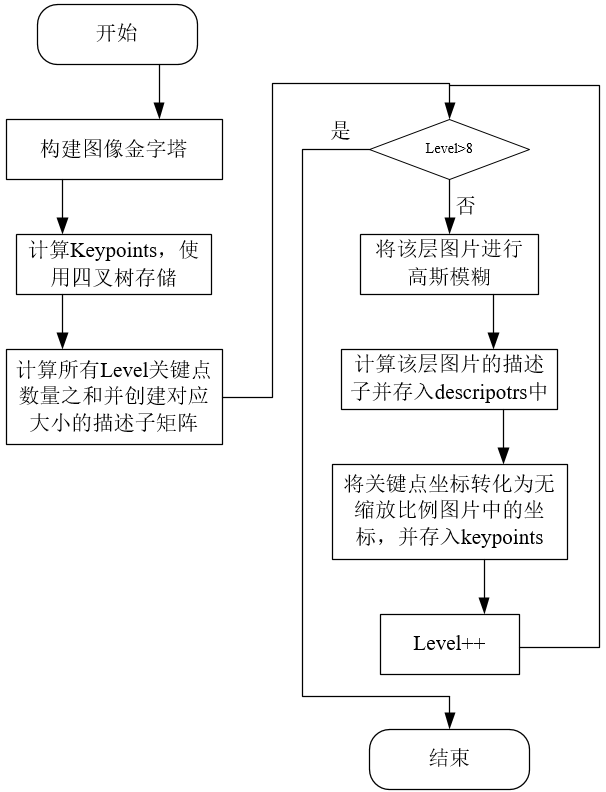 开始
构建图像金字塔
计算Keypoints，使
用四叉树存储
计算所有Level关键点
数量之和并创建对应
大小的描述子矩阵
是
Level>8
否
将该层图片进行
高斯模糊
计算该层图片的描述
子并存入descripotrs中
将关键点坐标转化为无
缩放比例图片中的坐
标，并存入keypoints
Level++
结束